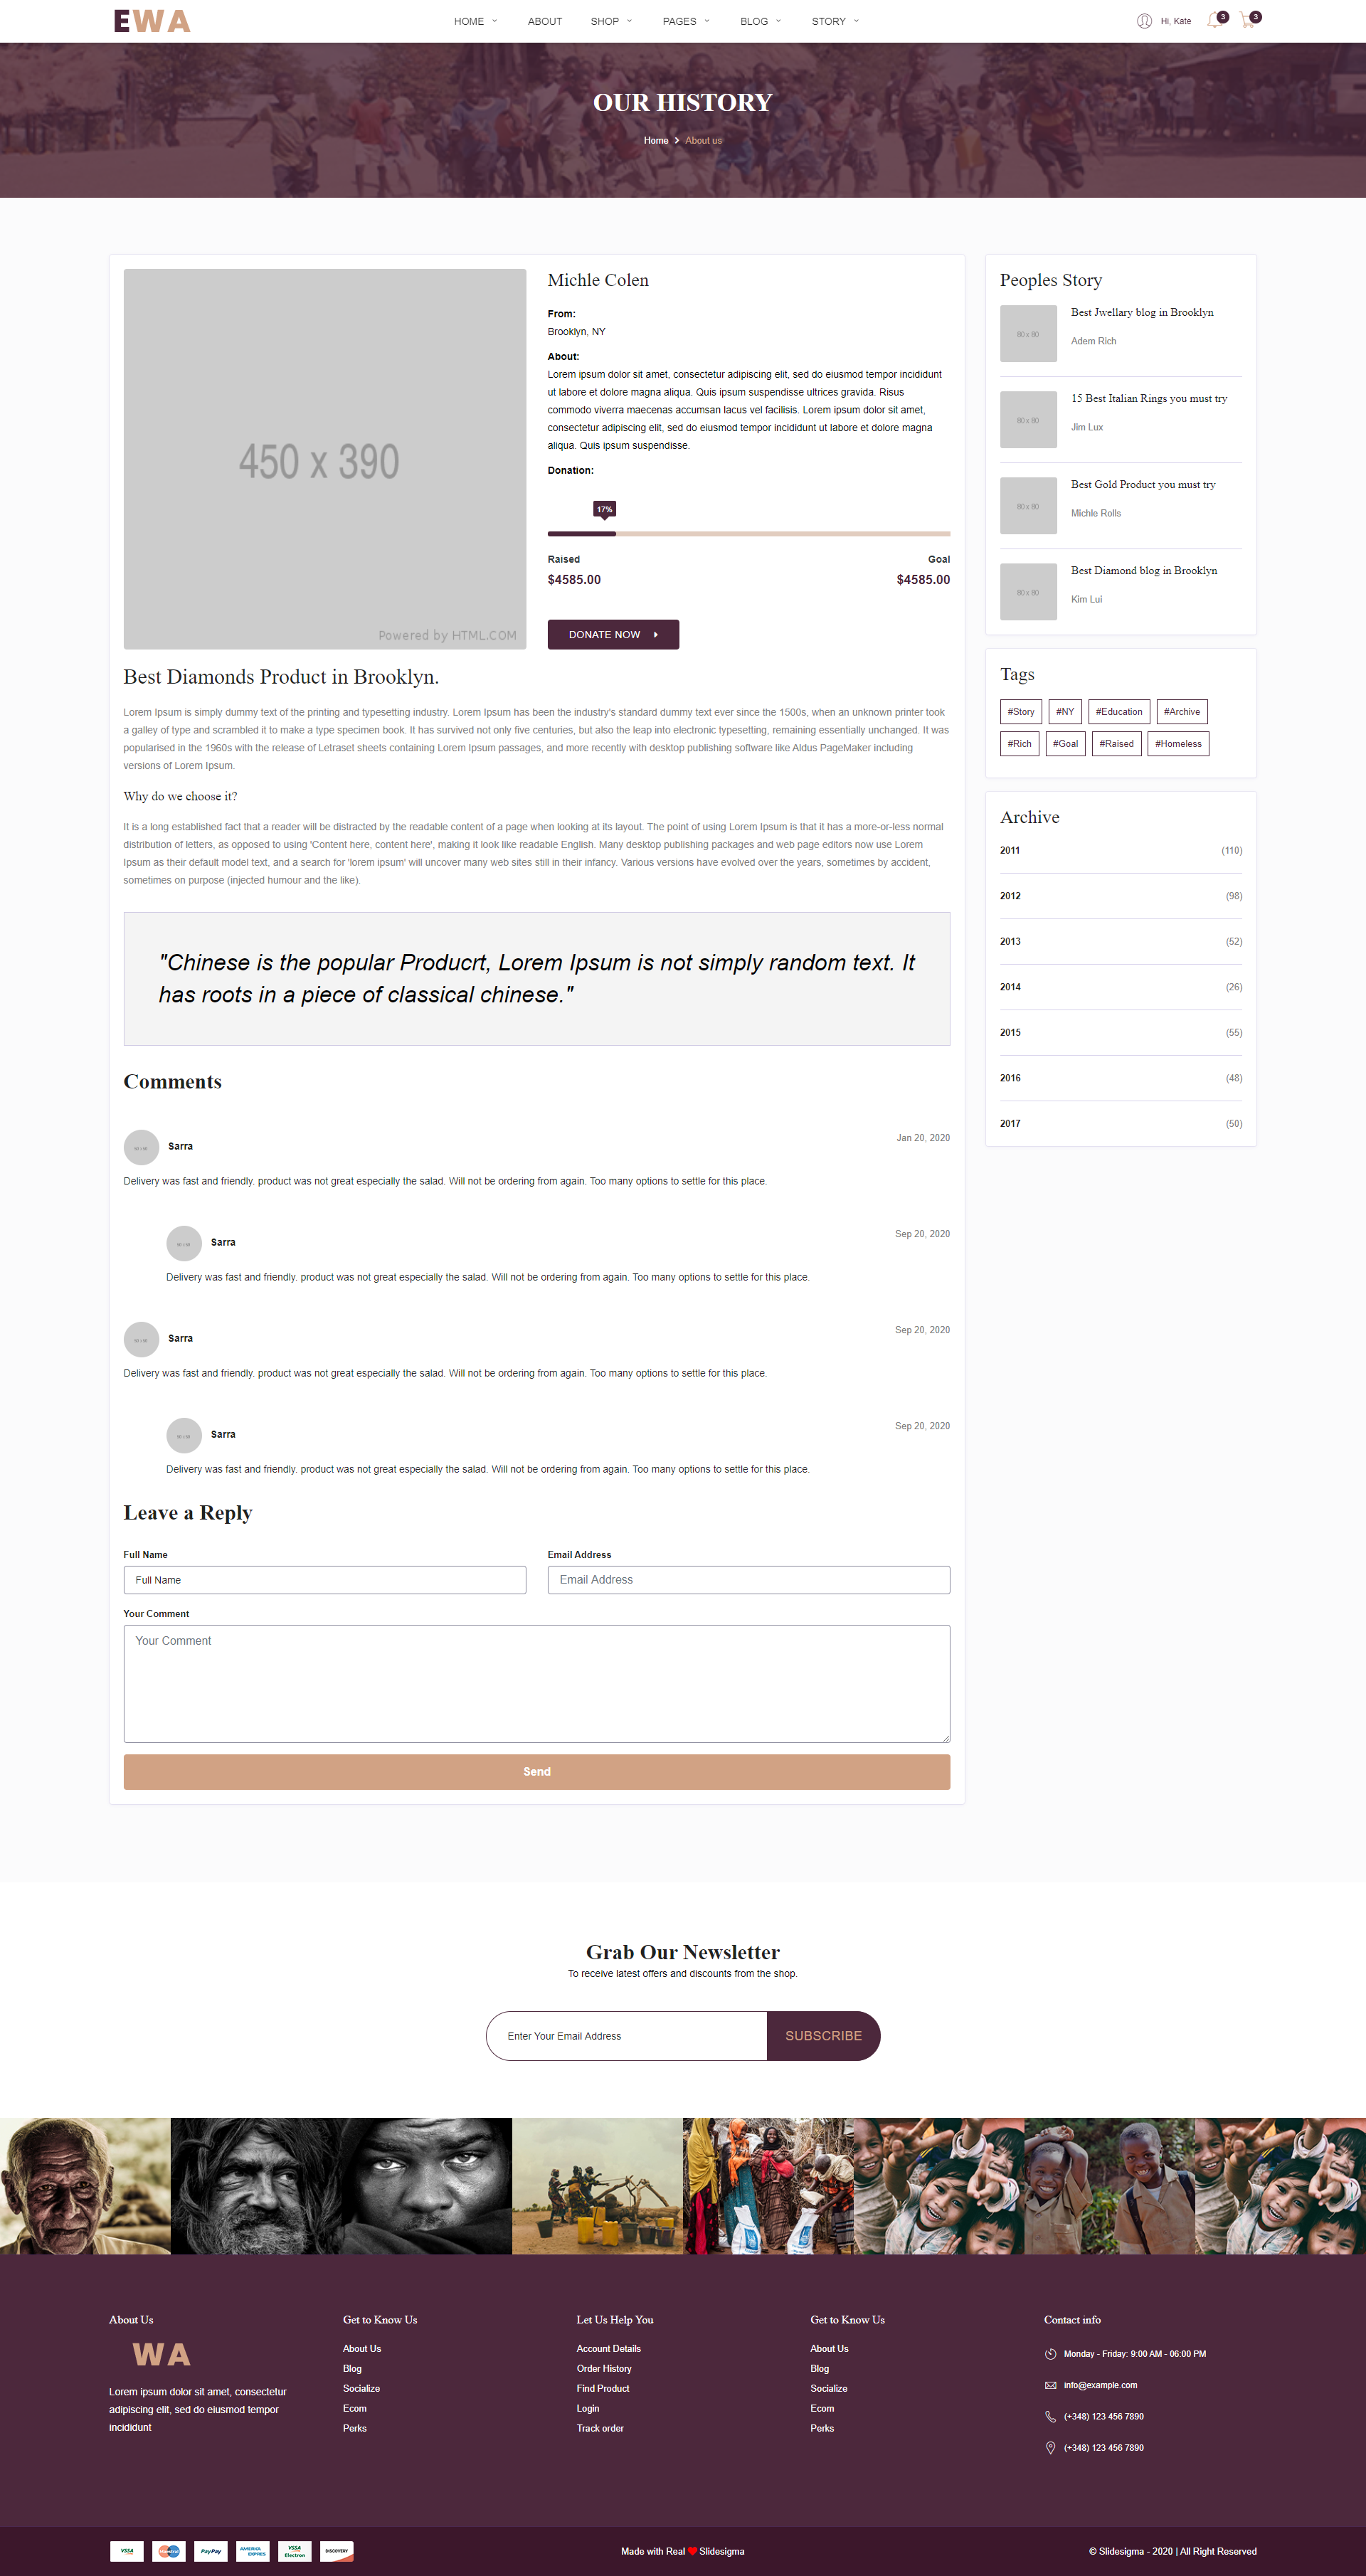 EWA
HOME ABOUT SHOP PAGES BLOG STORY
Hi, Kate 3 3
OUR HISTORY
Home > About us
450 x 390
Powered by HTML.COM
Michle Colen
From:
Brooklyn, NY
About:
Lorem ipsum dolor sit amet, consectetur adipiscing elit, sed do eiusmod tempor incididunt
ut labore et dolore magna aliqua. Quis ipsum suspendisse ultrices gravida. Risus
commodo viverra maecenas accumsan lacus vel facilisis. Lorem ipsum dolor sit amet,
consectetur adipiscing elit, sed do eiusmod tempor incididunt ut labore et dolore magna
aliqua. Quis ipsum suspendisse.
Donation:
17%
Raised Goal
$4585.00 $4585.00
DONATE NOW
Best Diamonds Product in Brooklyn.
Lorem Ipsum is simply dummy text of the printing and typesetting industry. Lorem Ipsum has been the industry's standard dummy text ever since the 1500s, when an unknown printer took
a galley of type and scrambled it to make a type specimen book. It has survived not only five centuries, but also the leap into electronic typesetting, remaining essentially unchanged. It was
popularised in the 1960s with the release of Letraset sheets containing Lorem Ipsum passages, and more recently with desktop publishing software like Aldus PageMaker including
versions of Lorem Ipsum.
Why do we choose it?
It is a long established fact that a reader will be distracted by the readable content of a page when looking at its layout. The point of using Lorem Ipsum is that it has a more-or-less normal
distribution of letters, as opposed to using 'Content here, content here', making it look like readable English. Many desktop publishing packages and web page editors now use Lorem
Ipsum as their default model text, and a search for 'lorem ipsum' will uncover many web sites still in their infancy. Various versions have evolved over the years, sometimes by accident,
sometimes on purpose (injected humour and the like).
"Chinese is the popular Producrt, Lorem Ipsum is not simply random text. It
has roots in a piece of classical chinese."
Comments
Sarra Jan 20, 2020
Delivery was fast and friendly. product was not great especially the salad. Will not be ordering from again. Too many options to settle for this place.
Sarra Sep 20, 2020
Delivery was fast and friendly. product was not great especially the salad. Will not be ordering from again. Too many options to settle for this place.
Sarra Sep 20, 2020
Delivery was fast and friendly. product was not great especially the salad. Will not be ordering from again. Too many options to settle for this place.
Sarra Sep 20, 2020
Delivery was fast and friendly. product was not great especially the salad. Will not be ordering from again. Too many options to settle for this place.
Leave a Reply
Full Name Email Address
Full Name Email Address
Your Comment
Your Comment
Send
Peoples Story
80 x 80
Best Jwellary blog in Brooklyn
Adem Rich
80 x 80
15 Best Italian Rings you must try
Jim Lux
80 x 80
Best Gold Product you must try
Michle Rolls
80 x 80
Best Diamond blog in Brooklyn
Kim Lui
Tags
#Story #NY #Education #Archive
#Rich #Goal #Raised #Homeless
Archive
2011 (110)
2012 (98)
2013 (52)
2014 (26)
2015 (55)
2016 (48)
2017 (50)
Grab Our Newsletter
To receive latest offers and discounts from the shop.
Enter Your Email Address SUBSCRIBE
About Us
WA
Lorem ipsum dolor sit amet, consectetur
adipiscing elit, sed do eiusmod tempor
incididunt
Get to Know Us
About Us
Blog
Socialize
Ecom
Perks
Let Us Help You
Account Details
Order History
Find Product
Login
Track order
Get to Know Us
About Us
Blog
Socialize
Ecom
Perks
Contact info
Monday - Friday: 9:00 AM - 06:00 PM
info@example.com
(+348) 123 456 7890
(+348) 123 456 7890
PayPay
Electron
DISCOVERY
Made with Real Slidesigma
© Slidesigma - 2020 | All Right Reserved